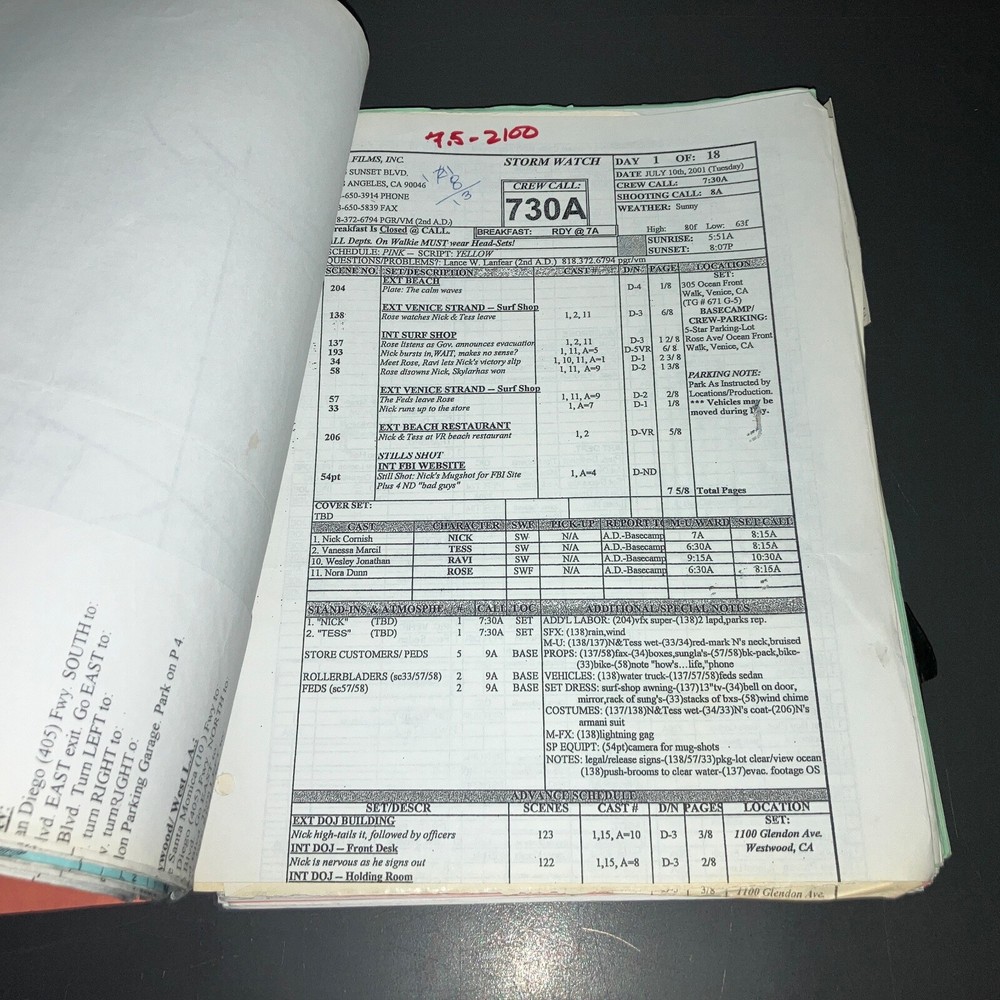 7.5-2100
FILMS, INC.
SUNSET BLVD.
ANGELES, CA 90046
-650-3914 PHONE
-650-5839 FAX
8-372-6794 PGR/VM (2nd A.D.)
reakfast Is Closed @ CALL.
8
13
STORM WATCH
CREW CALL:
730A
BREAKFAST: RDY @ 7A
DAY 1 OF: 18
DATE JULY 10th, 2001 (Tuesday)
CREW CALL: 7:30A
SHOOTING CALL: 8A
WEATHER: Sunny
High: 80f Low: 63f
SUNRISE: 5:51A
SUNSET: 8:07P
ALL Depts. On Walkie MUST wear Head-Sets!
SCHEDULE: PINK – SCRIPT: YELLOW
QUESTIONS/PROBLEMS?: Lance W. Lanfear (2nd A.D.) 818.372.6794 pgr/vm
SCENE NO. SET/DESCRIPTION CAST # D/N PAGE LOCATION
EXT BEACH
204 Plate: The calm waves D-4 1/8
EXT VENICE STRAND – Surf Shop
138 Rose watches Nick & Tess leave 1, 2, 11 D-3 6/8
INT SURF SHOP
137 Rose listens as Gov. announces evacuation 1, 2, 11 D-3 1 2/8
193 Nick bursts in,WAIT, makes no sense? 1, 11, A=5 D-5VR 6/8
34 Meet Rose, Ravi lets Nick's victory slip 1, 10, 11, A=1 D-1 2 3/8
58 Rose disowns Nick, Skylarhas won 1, 11, A=9 D-2 1 3/8
EXT VENICE STRAND – Surf Shop
57 The Feds leave Rose 1, 11, A=9 D-2 2/8
33 Nick runs up to the store 1, A=7 D-1 1/8
EXT BEACH RESTAURANT
206 Nick & Tess at VR beach restaurant 1, 2 D-VR 5/8
STILLS SHOT
INT FBI WEBSITE
54pt Still Shot: Nick's Mugshot for FBI Site 1, A=4 D-ND
Plus 4 ND "bad guys"
7 5/8 Total Pages
SET:
305 Ocean Front
Walk, Venice, CA
(TG # 671 G-5)
BASECAMP/
CREW-PARKING:
5-Star Parking-Lot
Rose Ave/ Ocean Front
Walk, Venice, CA
PARKING NOTE:
Park As Instructed by
Locations/Production.
*** Vehicles may be
moved during Day.
COVER SET:
TBD
CAST CHARACTER SWF PICK-UP REPORT TO M-U/WARD SET CALL
1. Nick Cornish NICK SW N/A A.D.-Basecamp 7A 8:15A
2. Vanessa Marcil TESS SW N/A A.D.-Basecamp 6:30A 8:15A
10. Wesley Jonathan RAVI SW N/A A.D.-Basecamp 9:15A 10:30A
11. Nora Dunn ROSE SWF N/A A.D.-Basecamp 6:30A 8:15A
STAND-INS & ATMOSPHE # CALL LOC ADDITIONAL/SPECIAL NOTES
1. "NICK" (TBD) 1 7:30A SET
2. "TESS" (TBD) 1 7:30A SET
STORE CUSTOMERS/ PEDS 5 9A BASE
ROLLERBLADERS (sc33/57/58) 2 9A BASE
FEDS (sc57/58) 2 9A BASE
ADD'L LABOR: (204)vfx super-(138)2 lapd,parks rep.
SFX: (138)rain,wind
M-U: (138/137)N&Tess wet-(33/34)red-mark N's neck,bruised
PROPS: (137/58)fax-(34)boxes,sungla's-(57/58)bk-pack,bike-
(33)bike-(58)note "how's...life,"phone
VEHICLES: (138)water truck-(137/57/58)feds sedan
SET DRESS: surf-shop awning-(137)13"tv-(34)bell on door,
mirror,rack of sung's-(33)stacks of bxs-(58)wind chime
COSTUMES: (137/138)N&Tess wet-(34/33)N's coat-(206)N's
armani suit
M-FX: (138)lightning gag
SP EQUIPT: (54pt)camera for mug-shots
NOTES: legal/release signs-(138/57/33)pkg-lot clear/view ocean
(138)push-brooms to clear water-(137)evac. footage OS
ADVANCE SCHEDULE
SET/DESCR SCENES CAST # D/N PAGES LOCATION
EXT DOJ BUILDING
Nick high-tails it, followed by officers 123 1,15, A=10 D-3 3/8
INT DOJ – Front Desk
Nick is nervous as he signs out 122 1,15, A=8 D-3 2/8
INT DOJ – Holding Room
SET:
1100 Glendon Ave.
Westwood, CA
3/8 1100 Glendon Ave.
an Diego (405) Fwy. SOUTH to:
lvd. EAST exit. Go EAST to:
Blvd. Turn LEFT to:
turn RIGHT to:
v. turnRIGHT o:
lon Parking Garage. Park on P4.
ywood/ West L.A.:
Santa Monica (10) Fwy to